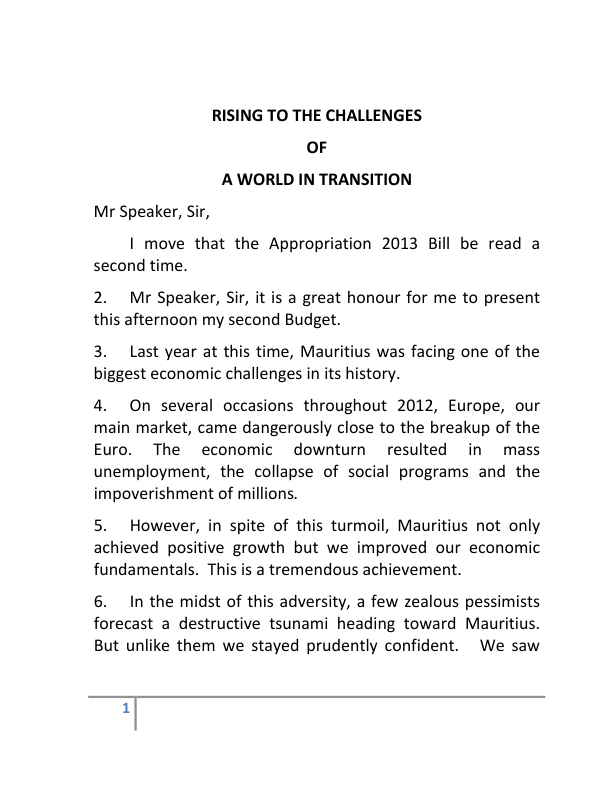 RISING TO THE CHALLENGES
OF
A WORLD IN TRANSITION
Mr Speaker, Sir,
I move that the Appropriation 2013 Bill be read a
second time.
2. Mr Speaker, Sir, it is a great honour for me to present
this afternoon my second Budget.
3. Last year at this time, Mauritius was facing one of the
biggest economic challenges in its history.
4. On several occasions throughout 2012, Europe, our
main market, came dangerously close to the breakup of the
Euro. The economic downturn resulted in mass
unemployment, the collapse of social programs and the
impoverishment of millions.
5. However, in spite of this turmoil, Mauritius not only
achieved positive growth but we improved our economic
fundamentals. This is a tremendous achievement.
6. In the midst of this adversity, a few zealous pessimists
forecast a destructive tsunami heading toward Mauritius.
But unlike them we stayed prudently confident. We saw
1